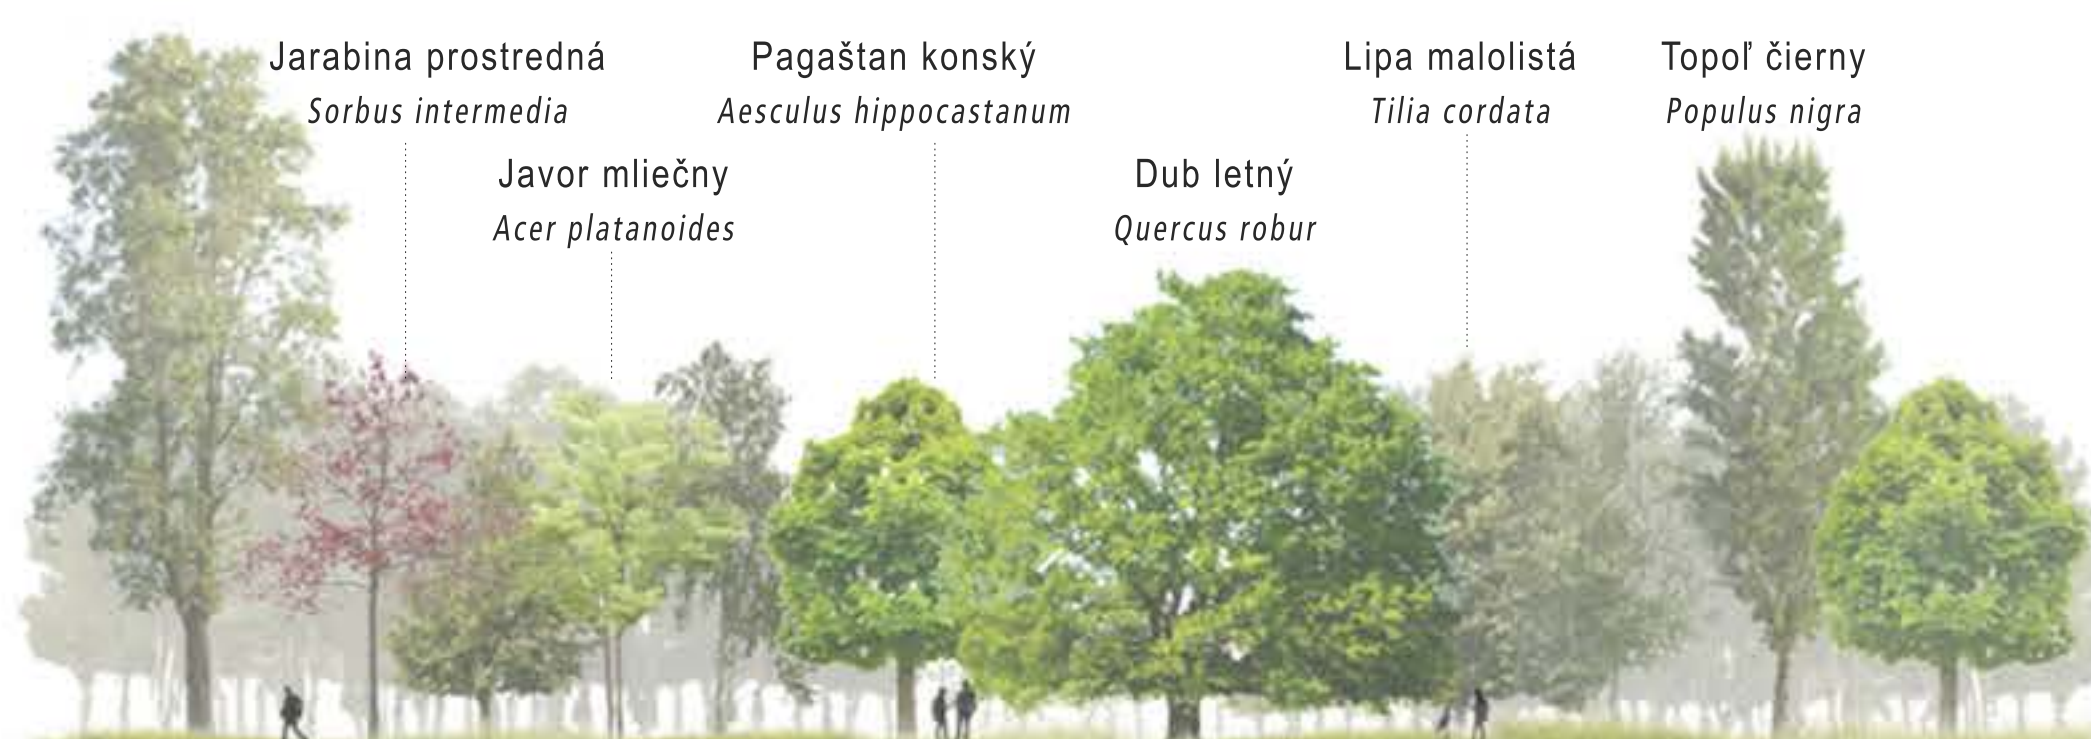 Jarabina prostredná
Sorbus intermedia
Javor mliečny
Acer platanoides
Pagaštan konský
Aesculus hippocastanum
Dub letný
Quercus robur
Lipa malolistá
Tilia cordata
Topoľ čierny
Populus nigra